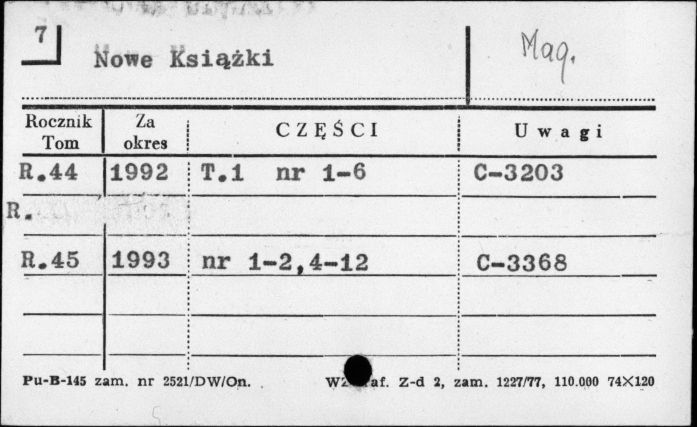 7
Nowe Książki
Mag.
Rocznik Tom Za okres CZĘŚCI Uwagi
R.44 1992 T.1 nr 1-6 C-3203
R.
R.45 1993 nr 1-2,4-12 C-3368
Pu-B-145 zam. nr 2521/DW/On. Z-d 2, zam. 1227/77, 110.000 74×120